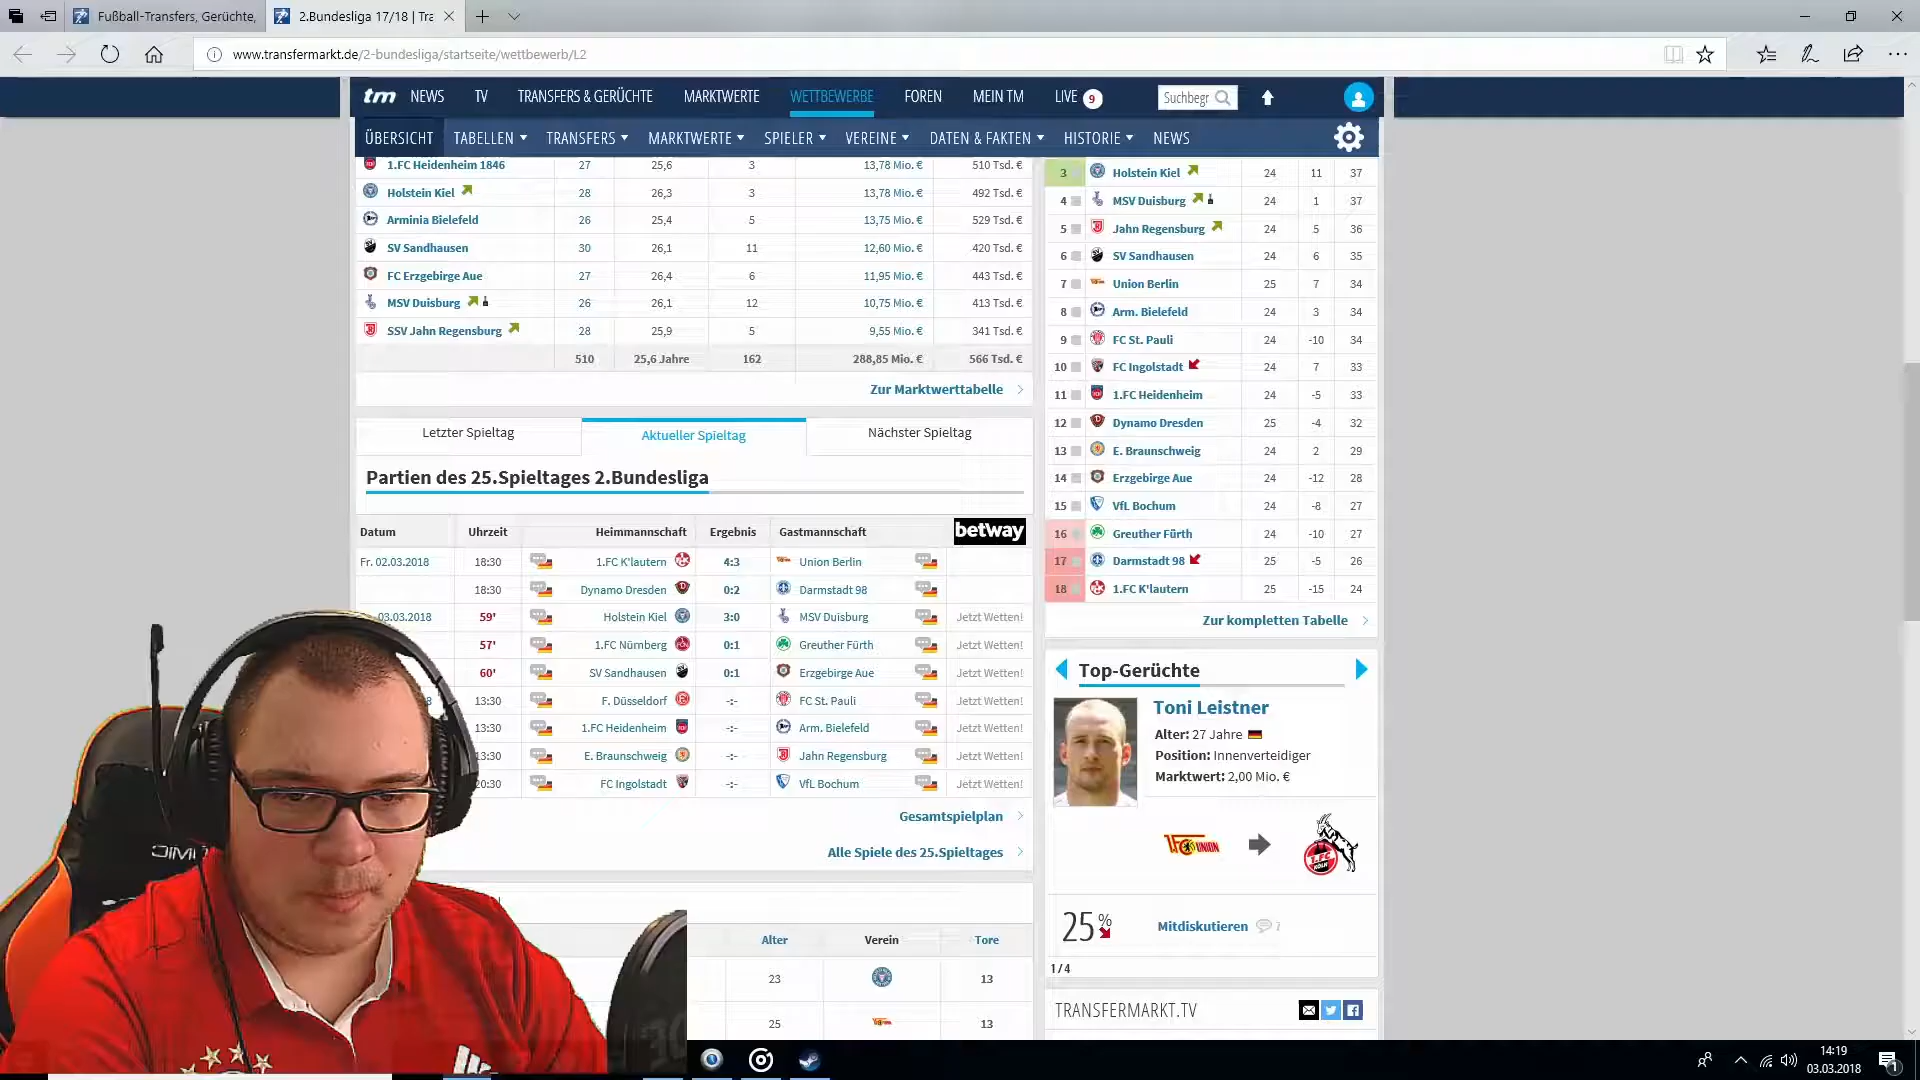 Fußball-Transfers, Gerüchte,
2.Bundesliga 17/18 | Tra
www.transfermarkt.de/2-bundesliga/startseite/wettbewerb/L2
tm NEWS TV TRANSFERS & GERÜCHTE MARKTWERTE WETTBEWERBE FOREN MEIN TM LIVE 9 Suchbegr
ÜBERSICHT TABELLEN TRANSFERS MARKTWERTE SPIELER VEREINE DATEN & FAKTEN HISTORIE NEWS
1.FC Heidenheim 1846 27 25,6 3 13,78 Mio. € 510 Tsd. €
Holstein Kiel 28 26,3 3 13,78 Mio. € 492 Tsd. €
Arminia Bielefeld 26 25,4 5 13,75 Mio. € 529 Tsd. €
SV Sandhausen 30 26,1 11 12,60 Mio. € 420 Tsd. €
FC Erzgebirge Aue 27 26,4 6 11,95 Mio. € 443 Tsd. €
MSV Duisburg 26 26,1 12 10,75 Mio. € 413 Tsd. €
SSV Jahn Regensburg 28 25,9 5 9,55 Mio. € 341 Tsd. €
510 25,6 Jahre 162 288,85 Mio. € 566 Tsd. €
Zur Marktwerttabelle
Letzter Spieltag Aktueller Spieltag Nächster Spieltag
Partien des 25.Spieltages 2.Bundesliga
Datum Uhrzeit Heimmannschaft Ergebnis Gastmannschaft betway
Fr. 02.03.2018 18:30 1.FC K'lautern 4:3 Union Berlin
18:30 Dynamo Dresden 0:2 Darmstadt 98
03.03.2018 59' Holstein Kiel 3:0 MSV Duisburg Jetzt Wetten!
57' 1.FC Nürnberg 0:1 Greuther Fürth Jetzt Wetten!
60' SV Sandhausen 0:1 Erzgebirge Aue Jetzt Wetten!
8 13:30 F. Düsseldorf -:- FC St. Pauli Jetzt Wetten!
13:30 1.FC Heidenheim -:- Arm. Bielefeld Jetzt Wetten!
13:30 E. Braunschweig -:- Jahn Regensburg Jetzt Wetten!
20:30 FC Ingolstadt -:- VfL Bochum Jetzt Wetten!
Gesamtspielplan
Alle Spiele des 25.Spieltages
Alter Verein Tore
23 13
25 13
3 Holstein Kiel 24 11 37
4 MSV Duisburg 24 1 37
5 Jahn Regensburg 24 5 36
6 SV Sandhausen 24 6 35
7 Union Berlin 25 7 34
8 Arm. Bielefeld 24 3 34
9 FC St. Pauli 24 -10 34
10 FC Ingolstadt 24 7 33
11 1.FC Heidenheim 24 -5 33
12 Dynamo Dresden 25 -4 32
13 E. Braunschweig 24 2 29
14 Erzgebirge Aue 24 -12 28
15 VfL Bochum 24 -8 27
16 Greuther Fürth 24 -10 27
17 Darmstadt 98 25 -5 26
18 1.FC K'lautern 25 -15 24
Zur kompletten Tabelle
Top-Gerüchte
Toni Leistner
Alter: 27 Jahre
Position: Innenverteidiger
Marktwert: 2,00 Mio. €
1.FC UNION
1.FC KÖLN
25 %
Mitdiskutieren 7
1 / 4
TRANSFERMARKT.TV
14:19
03.03.2018
1